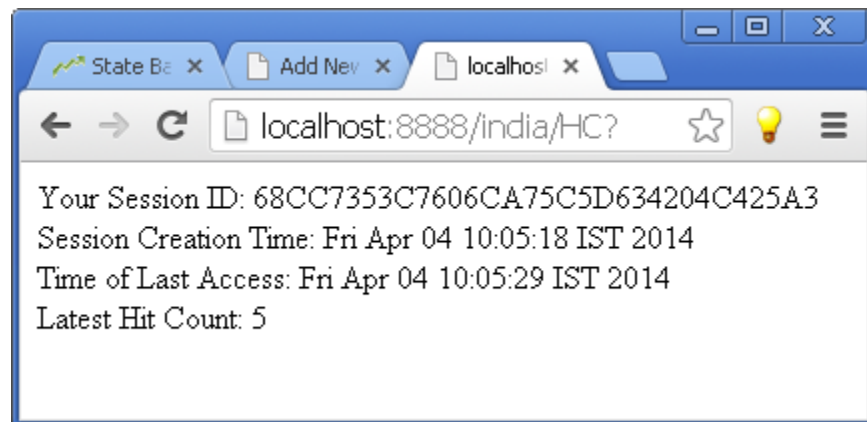 State Ba
Add New
localhost
localhost:8888/india/HC?
Your Session ID: 68CC7353C7606CA75C5D634204C425A3
Session Creation Time: Fri Apr 04 10:05:18 IST 2014
Time of Last Access: Fri Apr 04 10:05:29 IST 2014
Latest Hit Count: 5